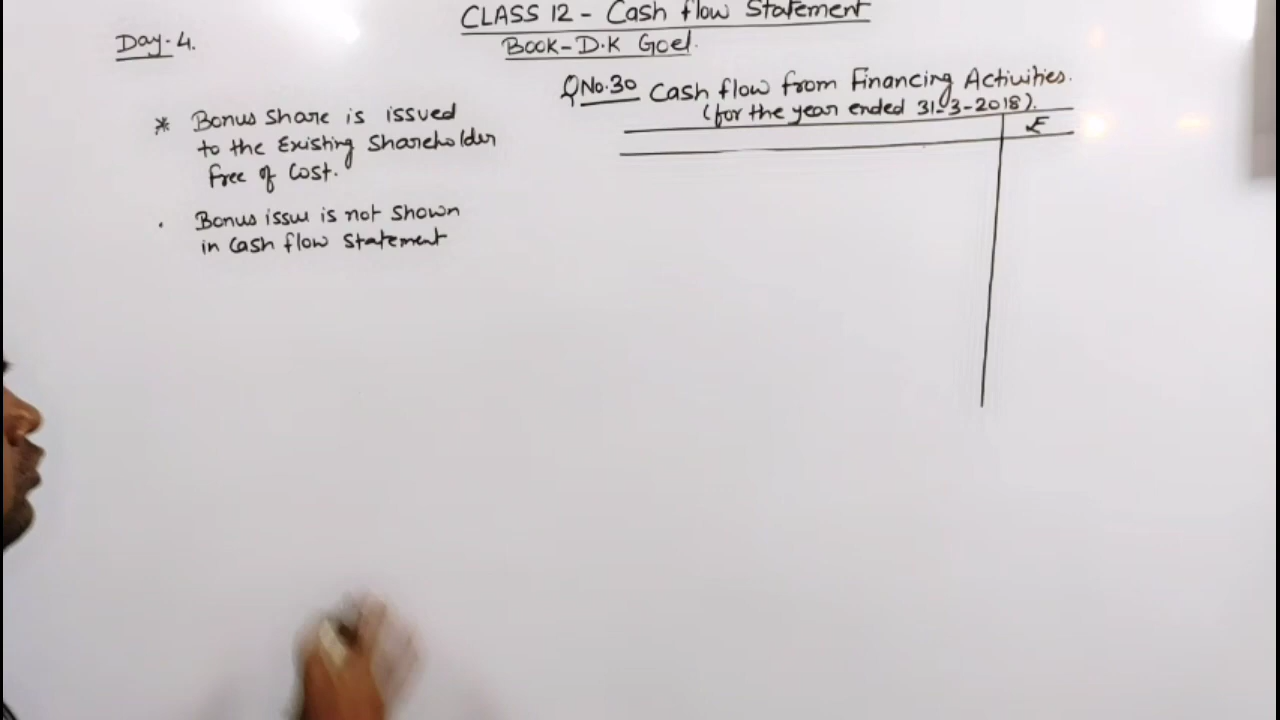 CLASS 12 - Cash flow Statement
Day-4.
BOOK-D.K Goel.
QNo.30 Cash flow from Financing Activities.
(for the year ended 31-3-2018).
₹
* Bonus share is issued
to the Existing Shareholder
free of Cost.
. Bonus issue is not shown
in Cash flow Statement